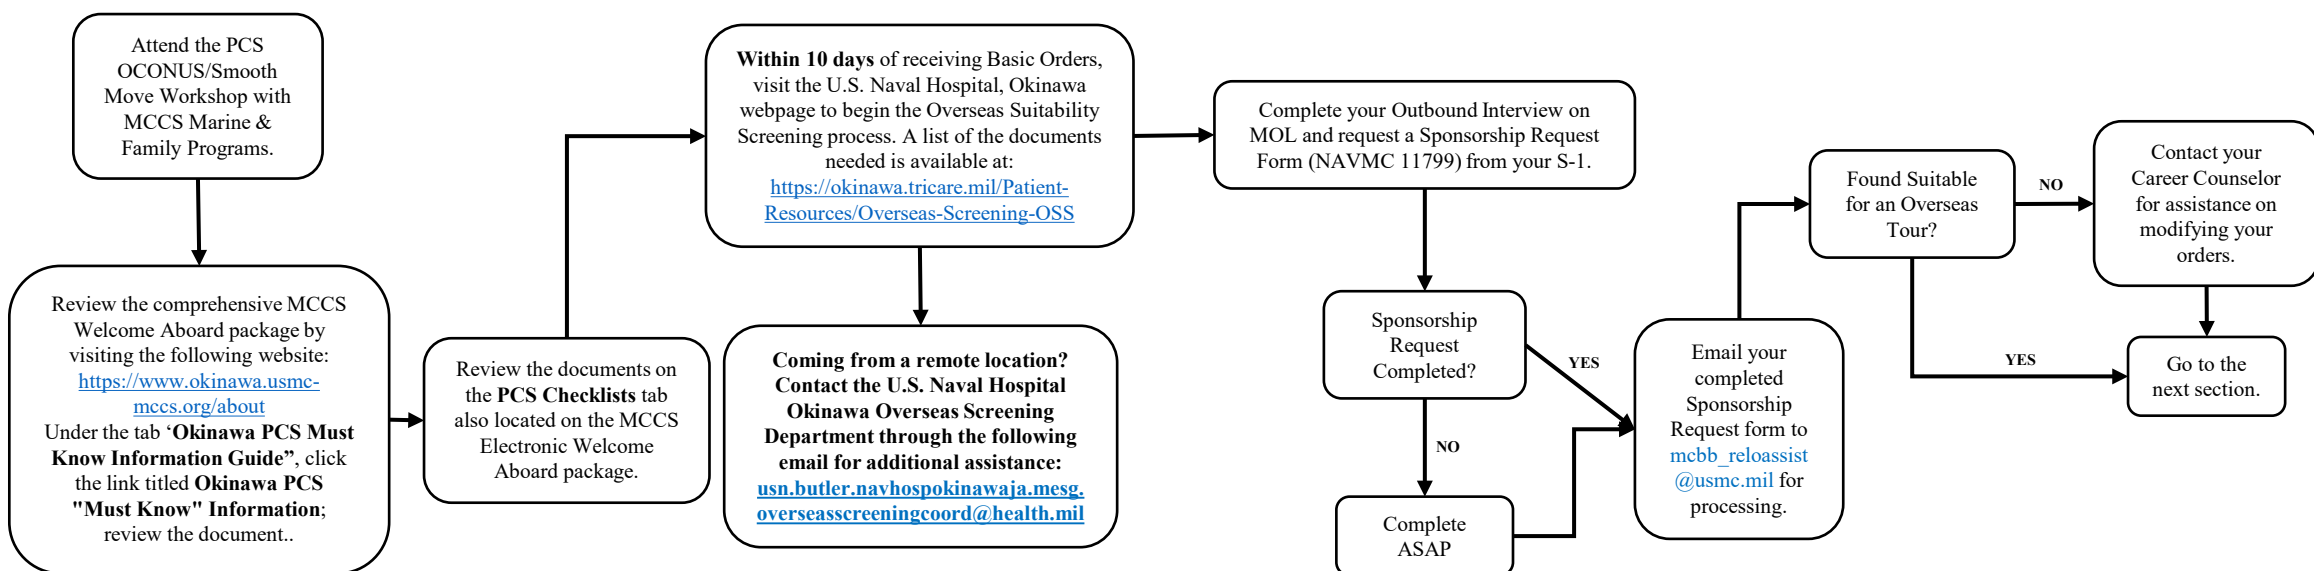 Attend the PCS
OCONUS/Smooth
Move Workshop with
MCCS Marine &
Family Programs.
Review the comprehensive MCCS
Welcome Aboard package by
visiting the following website:
https://www.okinawa.usmc-
mccs.org/about
Under the tab ‘Okinawa PCS Must
Know Information Guide”, click
the link titled Okinawa PCS
"Must Know" Information;
review the document..
Review the documents on
the PCS Checklists tab
also located on the MCCS
Electronic Welcome
Aboard package.
Within 10 days of receiving Basic Orders,
visit the U.S. Naval Hospital, Okinawa
webpage to begin the Overseas Suitability
Screening process. A list of the documents
needed is available at:
https://okinawa.tricare.mil/Patient-
Resources/Overseas-Screening-OSS
Coming from a remote location?
Contact the U.S. Naval Hospital
Okinawa Overseas Screening
Department through the following
email for additional assistance:
usn.butler.navhospokinawaja.mesg.
overseasscreeningcoord@health.mil
Complete your Outbound Interview on
MOL and request a Sponsorship Request
Form (NAVMC 11799) from your S-1.
Sponsorship
Request
Completed?
YES
NO
Complete
ASAP
Email your
completed
Sponsorship
Request form to
mcbb_reloassist
@usmc.mil for
processing.
Found Suitable
for an Overseas
Tour?
NO
YES
Contact your
Career Counselor
for assistance on
modifying your
orders.
Go to the
next section.